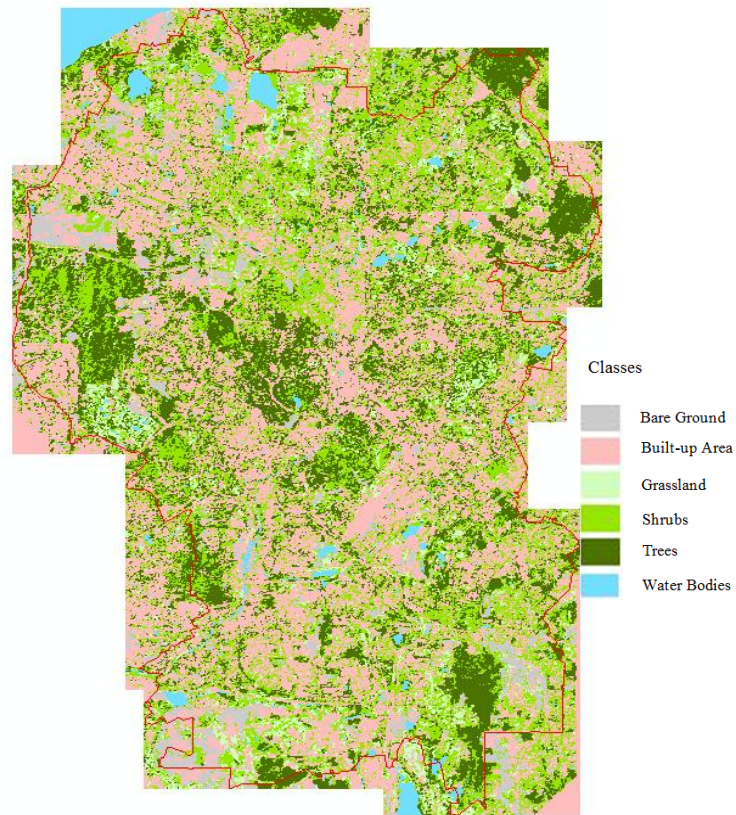 Classes
Bare Ground
Built-up Area
Grassland
Shrubs
Trees
Water Bodies